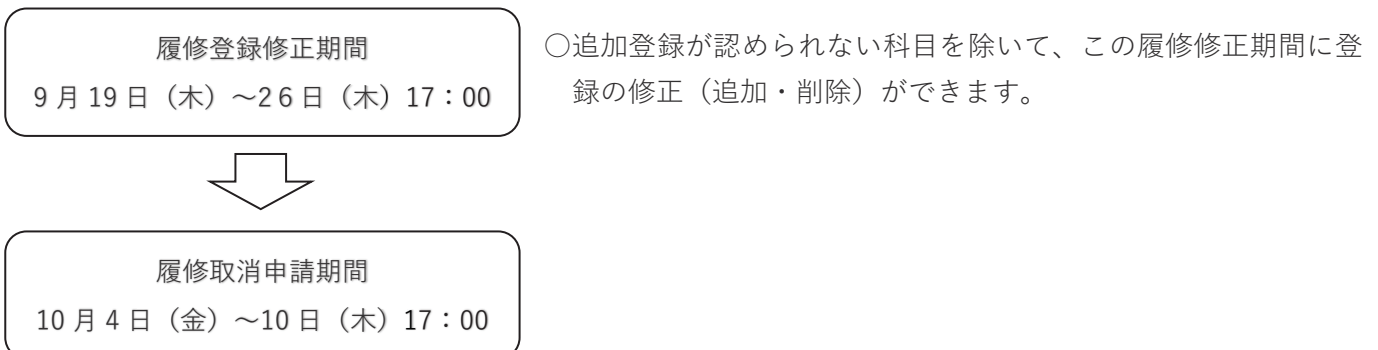 履修登録修正期間
9月19日（木）～26日（木）17：00
〇追加登録が認められない科目を除いて、この履修修正期間に登
録の修正（追加・削除）ができます。
履修取消申請期間
10月4日（金）～10日（木）17：00